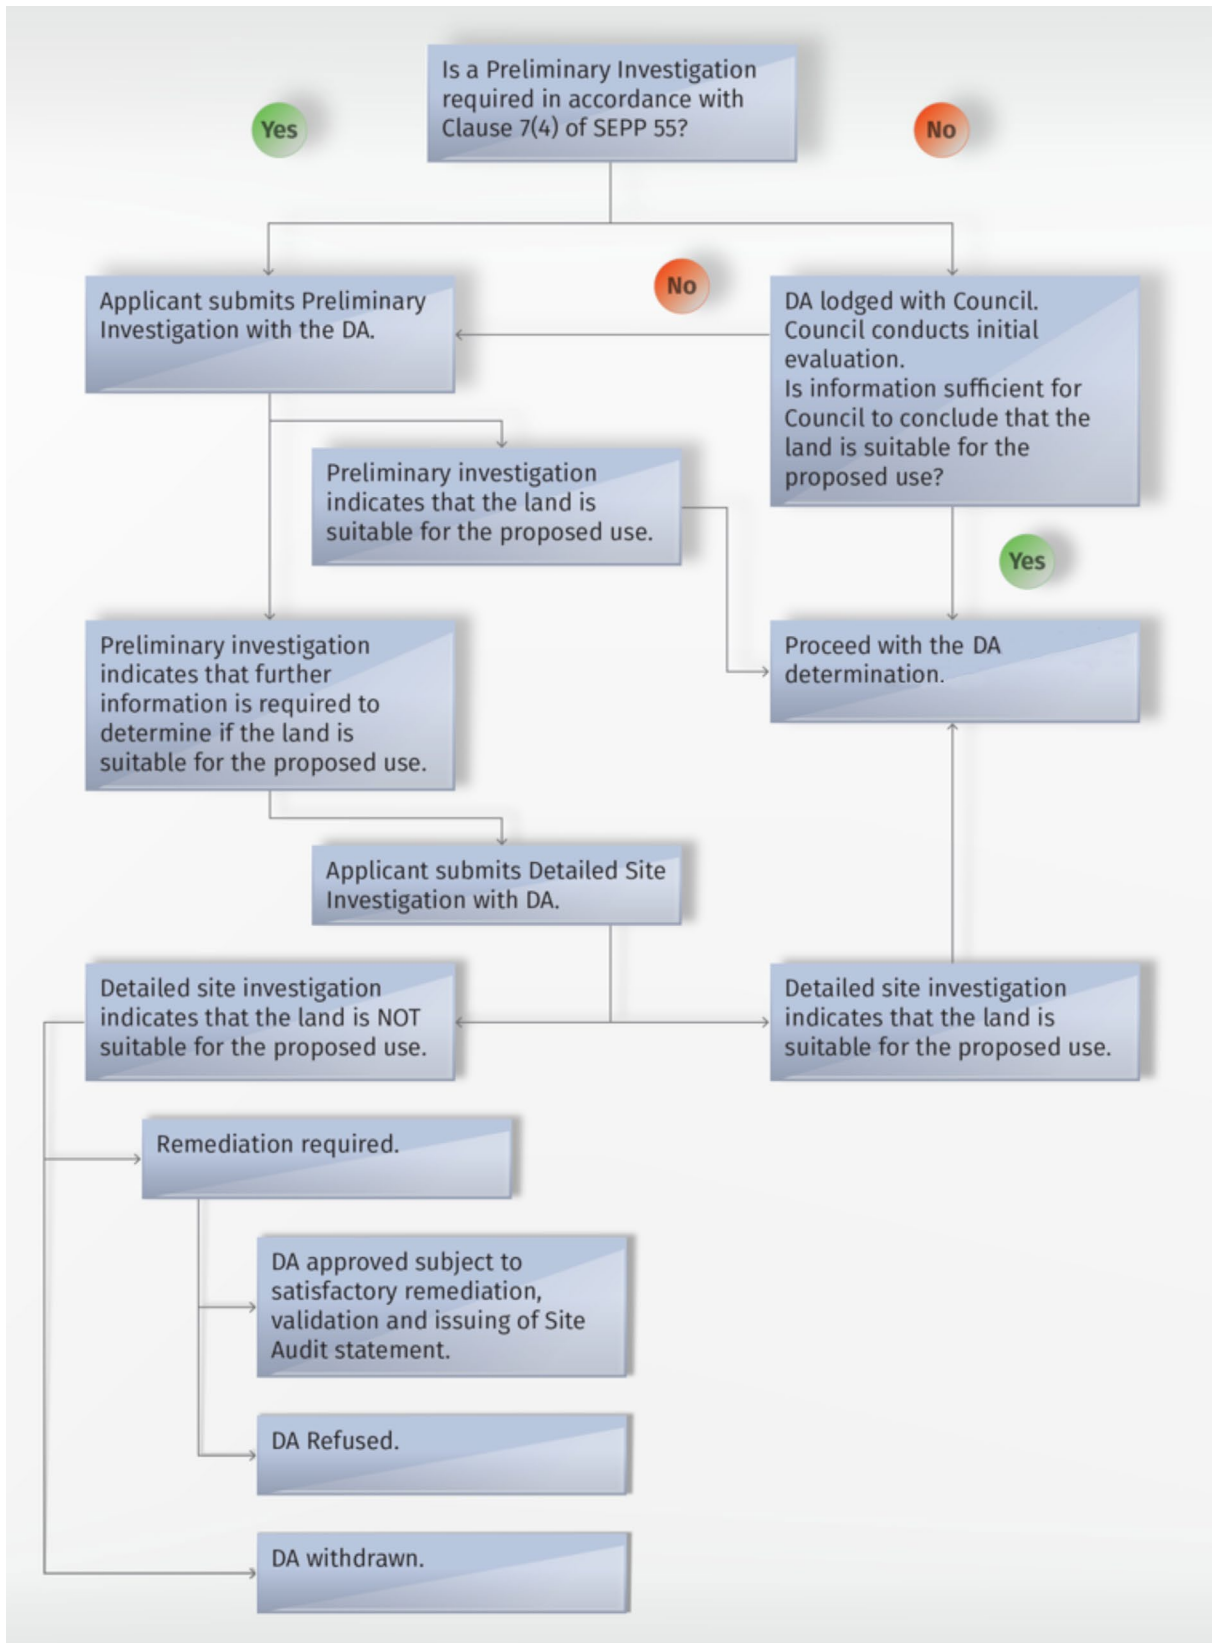 Is a Preliminary Investigation
required in accordance with
Clause 7(4) of SEPP 55?
Yes
No
Applicant submits Preliminary
Investigation with the DA.
No
DA lodged with Council.
Council conducts initial
evaluation.
Is information sufficient for
Council to conclude that the
land is suitable for the
proposed use?
Preliminary investigation
indicates that the land is
suitable for the proposed use.
Yes
Preliminary investigation
indicates that further
information is required to
determine if the land is
suitable for the proposed use.
Proceed with the DA
determination.
Applicant submits Detailed Site
Investigation with DA.
Detailed site investigation
indicates that the land is NOT
suitable for the proposed use.
Detailed site investigation
indicates that the land is
suitable for the proposed use.
Remediation required.
DA approved subject to
satisfactory remediation,
validation and issuing of Site
Audit statement.
DA Refused.
DA withdrawn.